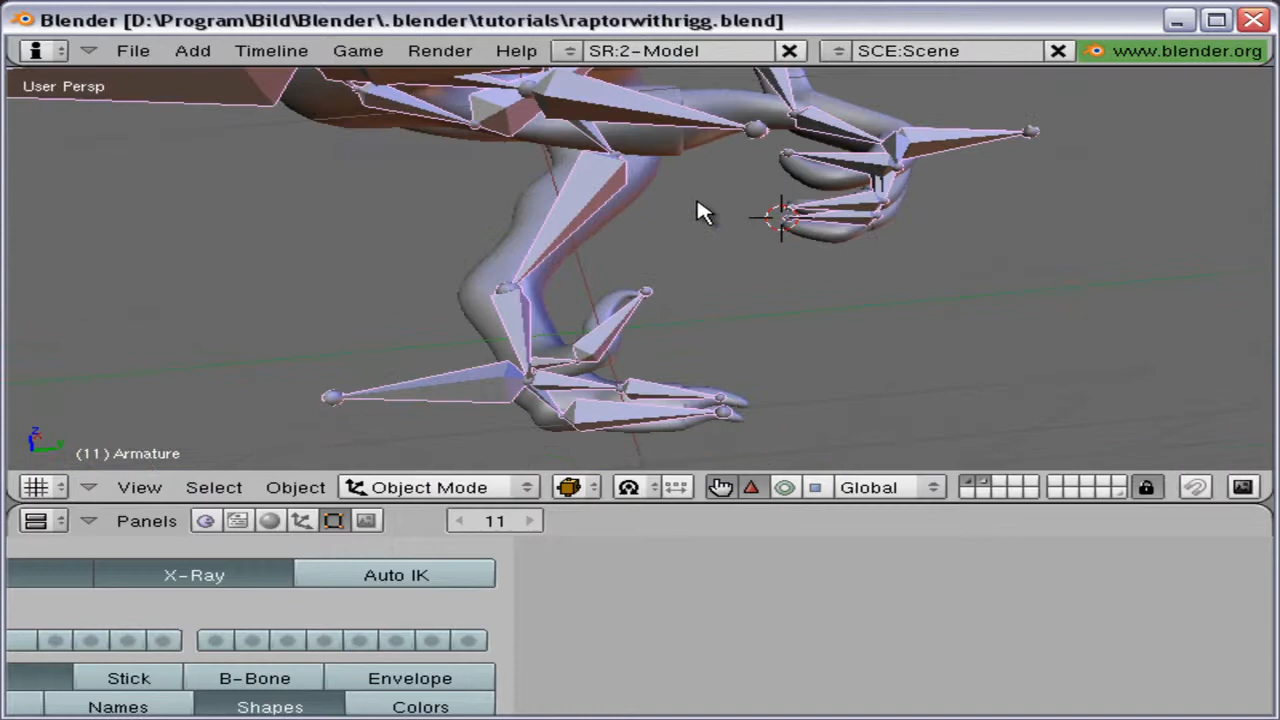 Blender [D:\Program\Bild\Blender\.blender\tutorials\raptorwithrigg.blend]
File Add Timeline Game Render Help SR:2-Model SCE:Scene www.blender.org
User Persp
z
y
(11) Armature
View Select Object Object Mode Global
Panels 11
X-Ray Auto IK
Stick B-Bone Envelope
Names Shapes Colors